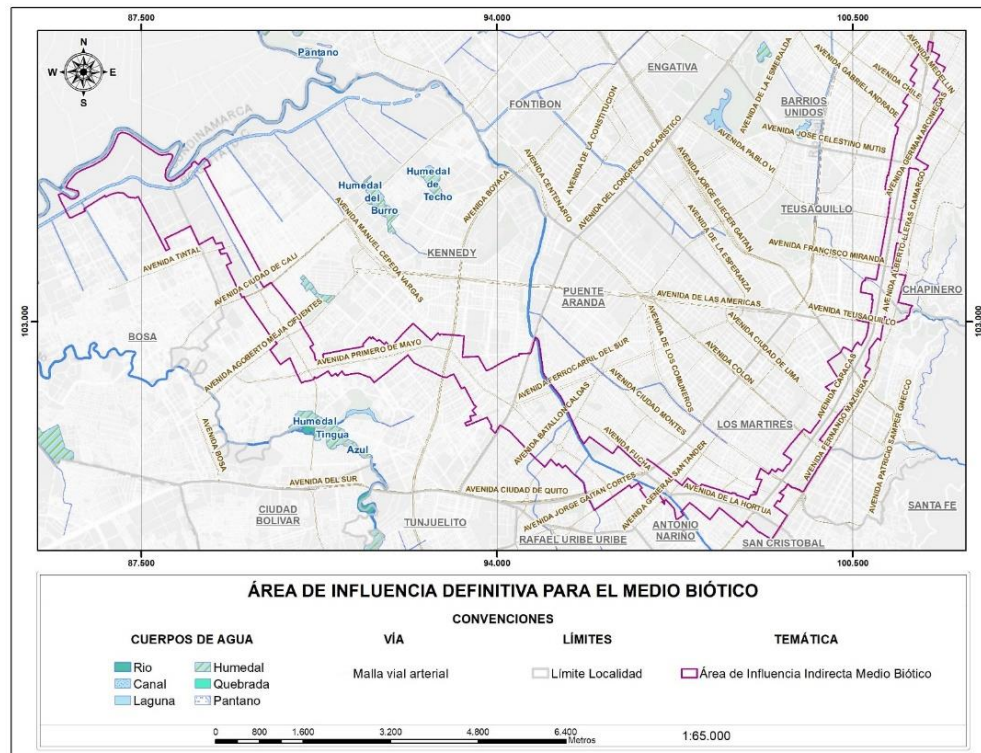 87.500
94.000
100.500
N
W
E
S
Pantano
ENGATIVA
FONTIBON
BARRIOS
UNIDOS
AVENIDA DE LA ESMERALDA
AVENIDA GABRIEL ANDRADE
AVENIDA CHILE
AVENIDA MEDELLIN
AVENIDA GERMAN ARCINIEGAS
AVENIDA JOSE CELESTINO MUTIS
AVENIDA PABLO VI
AVENIDA DE LA CONSTITUCION
AVENIDA DEL CONGRESO EUCARISTICO
AVENIDA CENTENARIO
AVENIDA BOYACA
AVENIDA JORGE ELIECER GAITAN
AVENIDA DE LA ESPERANZA
Humedal
de
Techo
Humedal
del
Burro
TEUSAQUILLO
AVENIDA FRANCISCO MIRANDA
AVENIDA ALBERTO LLERAS CAMARGO
CHAPINERO
AVENIDA MANUEL CEPEDA VARGAS
KENNEDY
AVENIDA TINTAL
AVENIDA CIUDAD DE CALI
PUENTE
ARANDA
AVENIDA DE LAS AMERICAS
AVENIDA TEUSAQUILLO
103.000
103.000
BOSA
AVENIDA AGOBERTO MEJIA CIFUENTES
AVENIDA PRIMERO DE MAYO
AVENIDA FERROCARRIL DEL SUR
AVENIDA DE LOS COMUNEROS
AVENIDA COLON
AVENIDA CIUDAD DE LIMA
AVENIDA CARACAS
AVENIDA FERNANDO MAZUERA
AVENIDA PATRICIO SAMPER GNECCO
AVENIDA CIUDAD MONTES
AVENIDA BATALLON CALDAS
LOS MARTIRES
Humedal
Tingua
Azul
AVENIDA BOSA
AVENIDA FUCHA
AVENIDA GENERAL SANTANDER
AVENIDA DEL SUR
AVENIDA CIUDAD DE QUITO
AVENIDA JORGE GAITAN CORTES
AVENIDA DE LA HORTUA
SANTA FE
CIUDAD
BOLIVAR
TUNJUELITO
ANTONIO
NARIÑO
RAFAEL URIBE URIBE
SAN CRISTOBAL
87.500
94.000
100.500
ÁREA DE INFLUENCIA DEFINITIVA PARA EL MEDIO BIÓTICO
CONVENCIONES
CUERPOS DE AGUA
VÍA
LÍMITES
TEMÁTICA
Rio
Humedal
Malla vial arterial
Límite Localidad
Área de Influencia Indirecta Medio Biótico
Canal
Quebrada
Laguna
Pantano
0 800 1.600 3.200 4.800 6.400
Metros
1:65.000